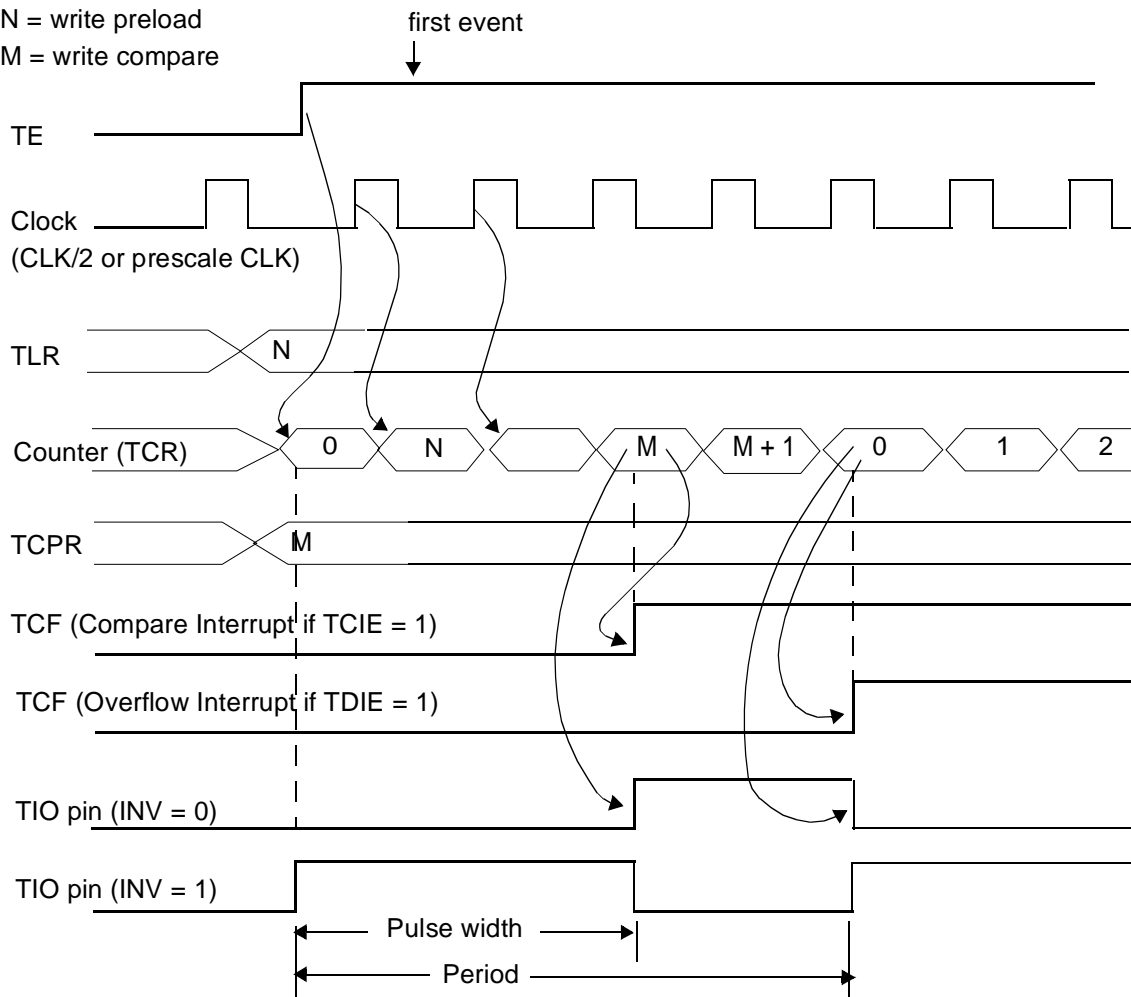 N = write preload
first event
M = write compare
TE
Clock
(CLK/2 or prescale CLK)
TLR
N
Counter (TCR)
0
N
M
M + 1
0
1
2
TCPR
M
TCF (Compare Interrupt if TCIE = 1)
TCF (Overflow Interrupt if TDIE = 1)
TIO pin (INV = 0)
TIO pin (INV = 1)
Pulse width
Period